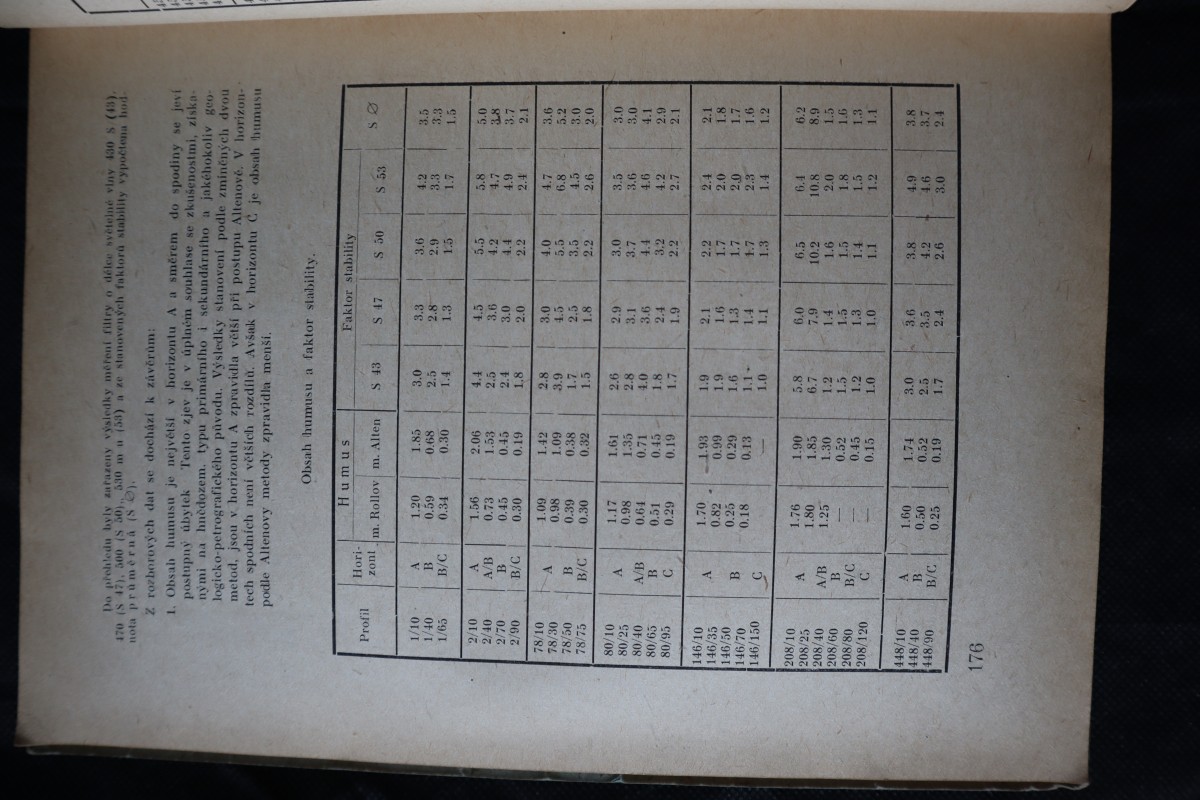 Do přehledu byly zařazeny výsledky měření filtry o délce světelné vlny 430 S (43),
470 (S 47), 500 (S 50), 530 m u (53) a ze stanovených faktorů stability vypočtena hod-
nota průměrná (S ∅).
Z rozborových dat se dochází k závěrům:
1. Obsah humusu je největší v horizontu A a směrem do spodiny se jeví
postupný úbytek Tento zjev je v úplném souhlase se zkušenostmi, získa-
nými na hnědozem. typu primárního i sekundárního a jakéhokoliv geo-
logicko-petrografického původu. Výsledky stanovení podle zmíněných dvou
metod, jsou v horizontu A zpravidla větší při postupu Altenově. V horizon-
tech spodních není větších rozdílů. Avšak v horizontu C je obsah humusu
podle Altenovy metody zpravidla menší.
Obsah humusu a faktor stability.
Profil Hori-zont Humus Faktor stability
m. Rollov m. Alten S 43 S 47 S 50 S 53 S ∅
1/10 A 1.20 1.85 3.0 3.3 3.6 4.2 3.5
1/40 B 0.59 0.68 2.5 2.8 2.9 3.3 3.3
1/65 B/C 0.34 0.30 1.4 1.3 1.5 1.7 1.5
2/10 A 1.56 2.06 4.4 4.5 5.5 5.8 5.0
2/40 A/B 0.73 1.53 2.5 3.6 4.2 4.7 3.8
2/70 B 0.45 0.45 2.4 3.0 4.4 4.9 3.7
2/90 B/C 0.30 0.19 1.8 2.0 2.2 2.4 2.1
78/10 A 1.09 1.42 2.8 3.0 4.0 4.7 3.6
78/30 0.98 1.09 3.9 4.5 5.5 6.8 5.2
78/50 B 0.39 0.38 1.7 2.5 3.5 4.5 3.0
78/75 B/C 0.30 0.32 1.5 1.8 2.2 2.6 2.0
80/10 A 1.17 1.61 2.6 2.9 3.0 3.5 3.0
80/25 0.98 1.35 2.8 3.1 3.7 3.6 3.0
80/40 A/B 0.64 0.71 4.0 3.6 4.4 4.6 4.1
80/65 B 0.51 0.45 1.8 2.4 3.2 4.2 2.9
80/95 C 0.29 0.19 1.7 1.9 2.2 2.7 2.1
146/10 A 1.70 1.93 1.9 2.1 2.2 2.4 2.1
146/35 0.82 0.99 1.9 1.6 1.7 2.0 1.8
146/50 B 0.25 0.29 1.6 1.3 1.7 2.0 1.7
146/70 0.18 0.13 1.1 1.4 1.7 2.3 1.6
146/150 C — 1.0 1.1 1.3 1.4 1.2
208/10 A 1.76 1.90 5.8 6.0 6.5 6.4 6.2
208/25 1.80 1.85 6.7 7.9 10.2 10.8 8.9
208/40 A/B 1.25 1.30 1.2 1.4 1.6 2.0 1.5
208/60 B — 0.52 1.5 1.5 1.5 1.8 1.6
208/80 B/C — 0.45 1.2 1.3 1.4 1.5 1.3
208/120 C — 0.15 1.0 1.0 1.1 1.2 1.1
448/10 A 1.60 1.74 3.0 3.6 3.8 4.9 3.8
448/40 B 0.50 0.52 2.5 3.5 4.2 4.6 3.7
448/90 B/C 0.25 0.19 1.7 2.4 2.6 3.0 2.4
176